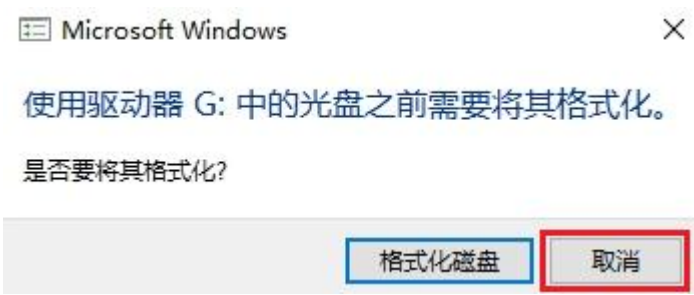 Microsoft Windows
使用驱动器 G: 中的光盘之前需要将其格式化。
是否要将其格式化?
格式化磁盘
取消